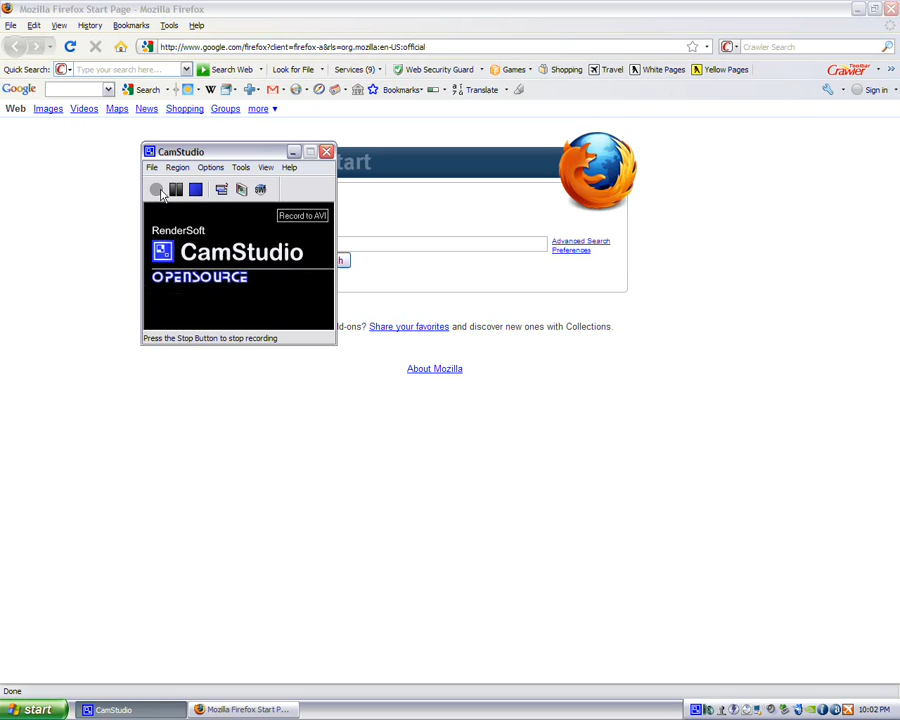 Mozilla Firefox Start Page - Mozilla Firefox
File Edit View History Bookmarks Tools Help
http://www.google.com/firefox?client=firefox-a&rls=org.mozilla:en-US:official
Crawler Search
Quick Search: Type your search here... Search Web Look for File Services (9) Web Security Guard Games Shopping Travel White Pages Yellow Pages Crawler Toolbar
Google Search W Bookmarks Translate Sign in
Web Images Videos Maps News Shopping Groups more ▼
CamStudio
tart
File Region Options Tools View Help
Record to AVI
RenderSoft
CamStudio
OPENSOURCE
Advanced Search
Preferences
h
Press the Stop Button to stop recording
dd-ons? Share your favorites and discover new ones with Collections.
About Mozilla
Done
start CamStudio Mozilla Firefox Start P... 10:02 PM